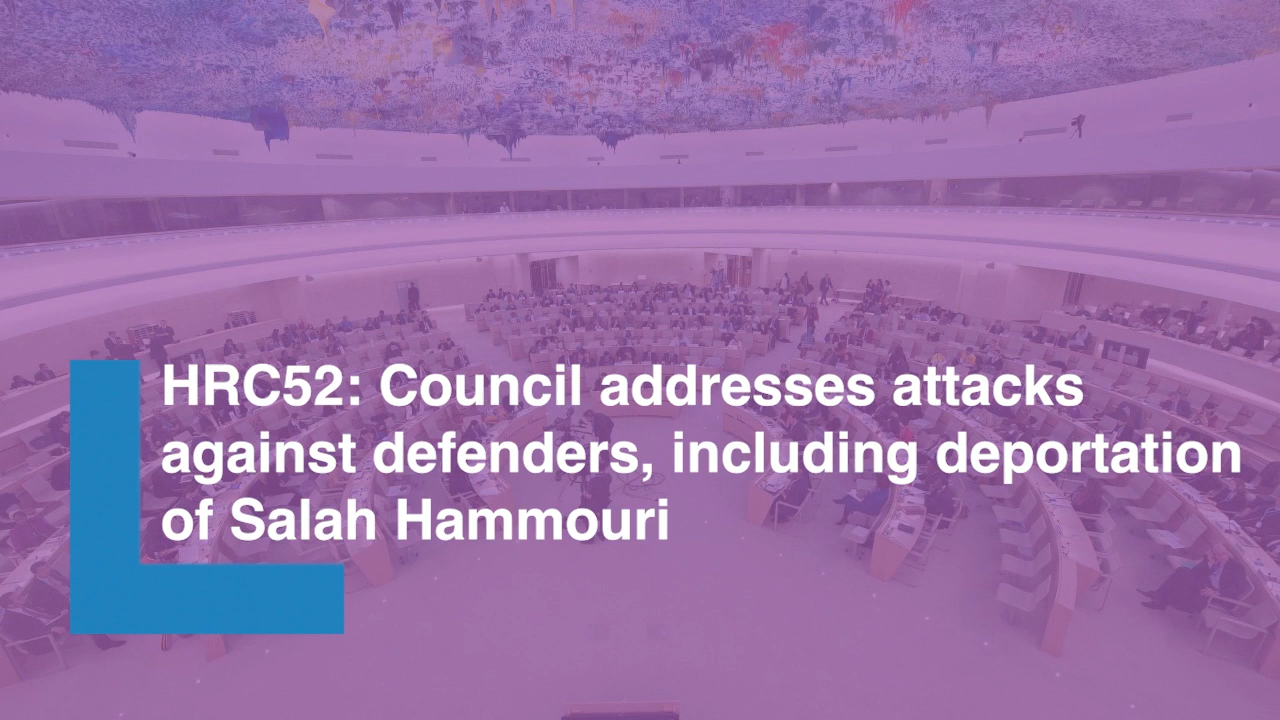 HRC52: Council addresses attacks
against defenders, including deportation
of Salah Hammouri